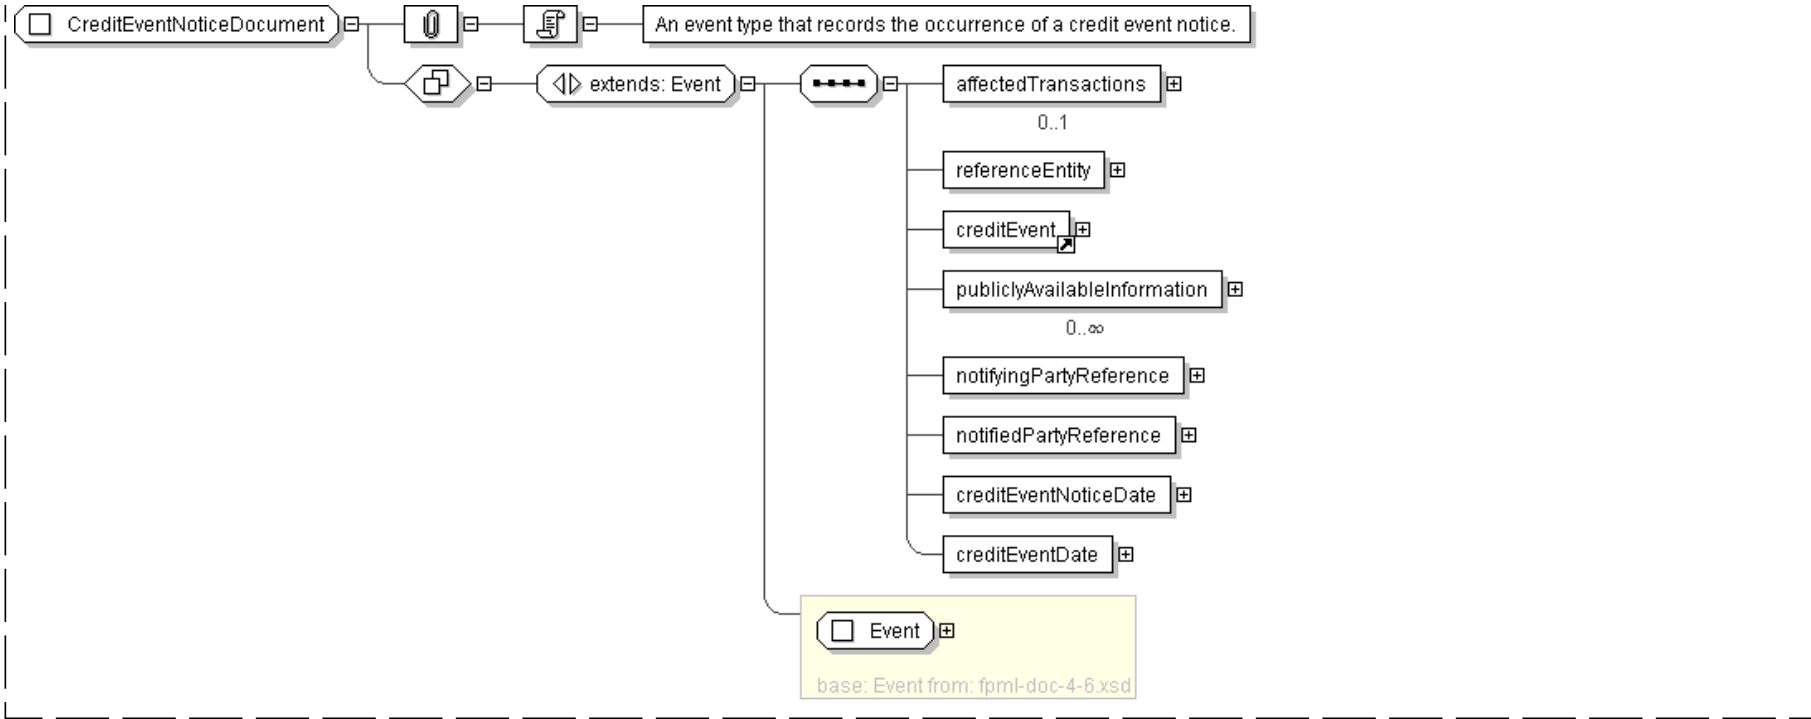 CreditEventNoticeDocument
An event type that records the occurrence of a credit event notice.
extends: Event
affectedTransactions
0..1
referenceEntity
creditEvent
publiclyAvailableInformation
0..∞
notifyingPartyReference
notifiedPartyReference
creditEventNoticeDate
creditEventDate
Event
base: Event from: fpml-doc-4-6.xsd